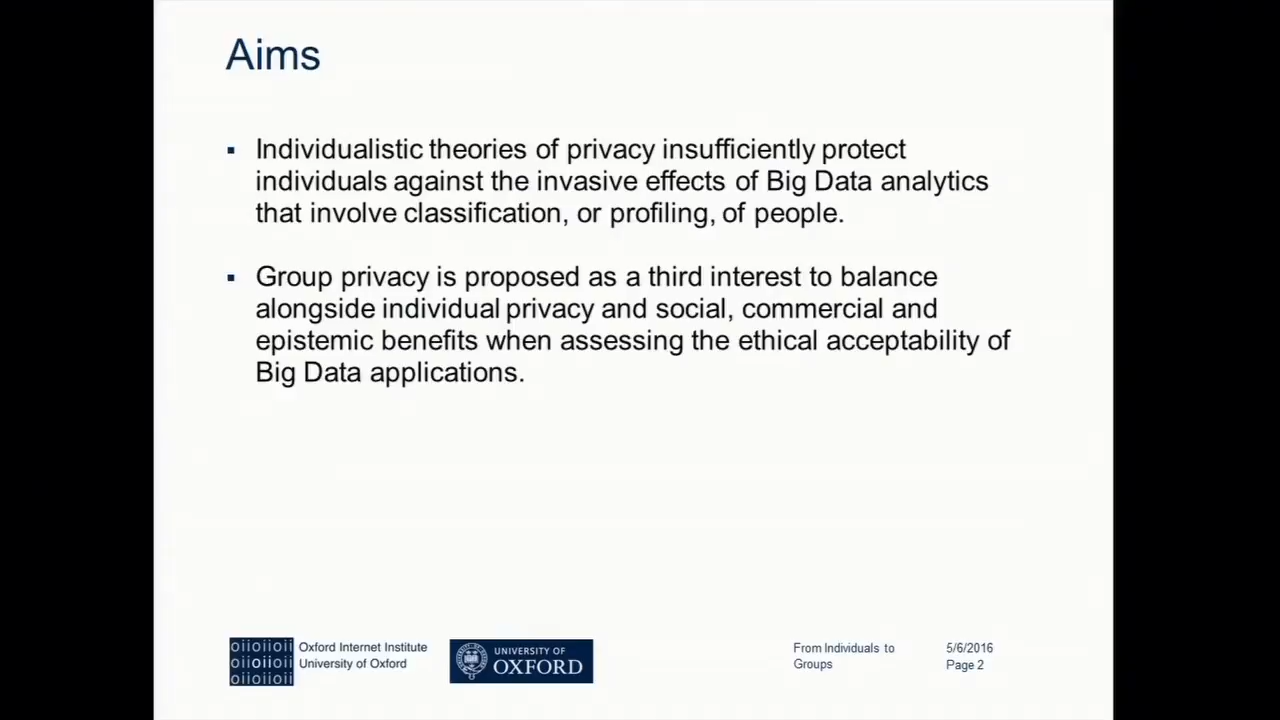 Aims
▪ Individualistic theories of privacy insufficiently protect
individuals against the invasive effects of Big Data analytics
that involve classification, or profiling, of people.
▪ Group privacy is proposed as a third interest to balance
alongside individual privacy and social, commercial and
epistemic benefits when assessing the ethical acceptability of
Big Data applications.
oiioiioii
oiioiioii
oiioiioii
Oxford Internet Institute
University of Oxford
UNIVERSITY OF
OXFORD
From Individuals to
Groups
5/6/2016
Page 2